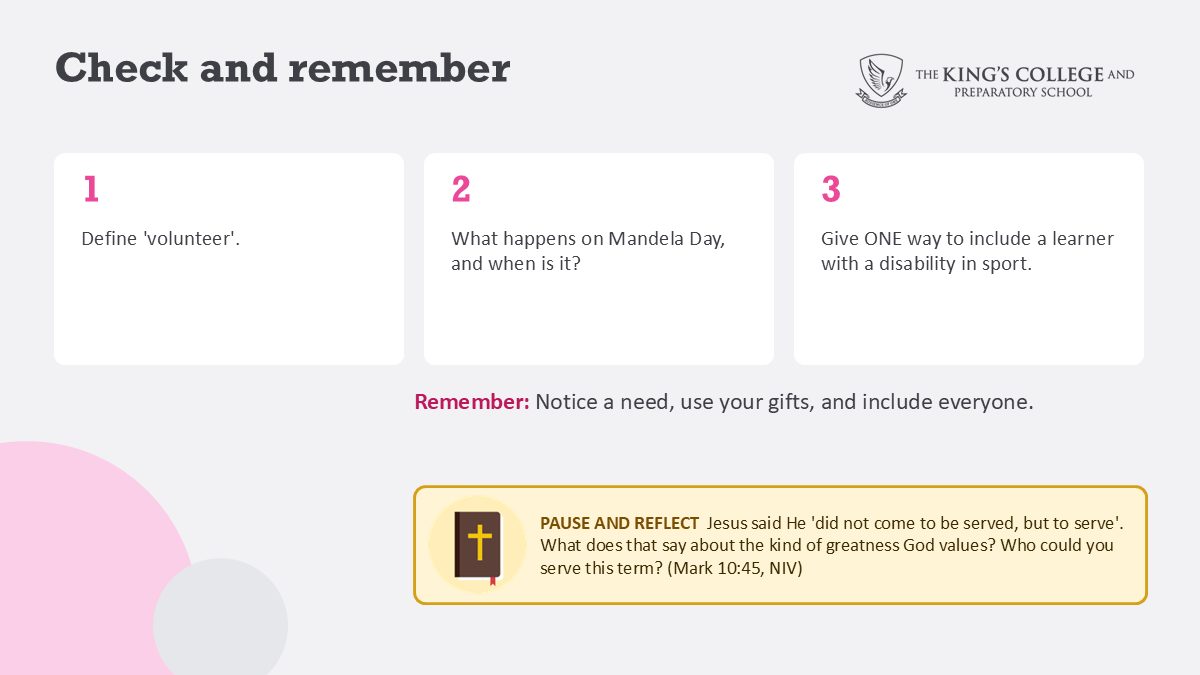 Check and remember
THE KING'S COLLEGE AND
PREPARATORY SCHOOL
1
Define 'volunteer'.
2
What happens on Mandela Day,
and when is it?
3
Give ONE way to include a learner
with a disability in sport.
Remember: Notice a need, use your gifts, and include everyone.
PAUSE AND REFLECT Jesus said He 'did not come to be served, but to serve'.
What does that say about the kind of greatness God values? Who could you
serve this term? (Mark 10:45, NIV)